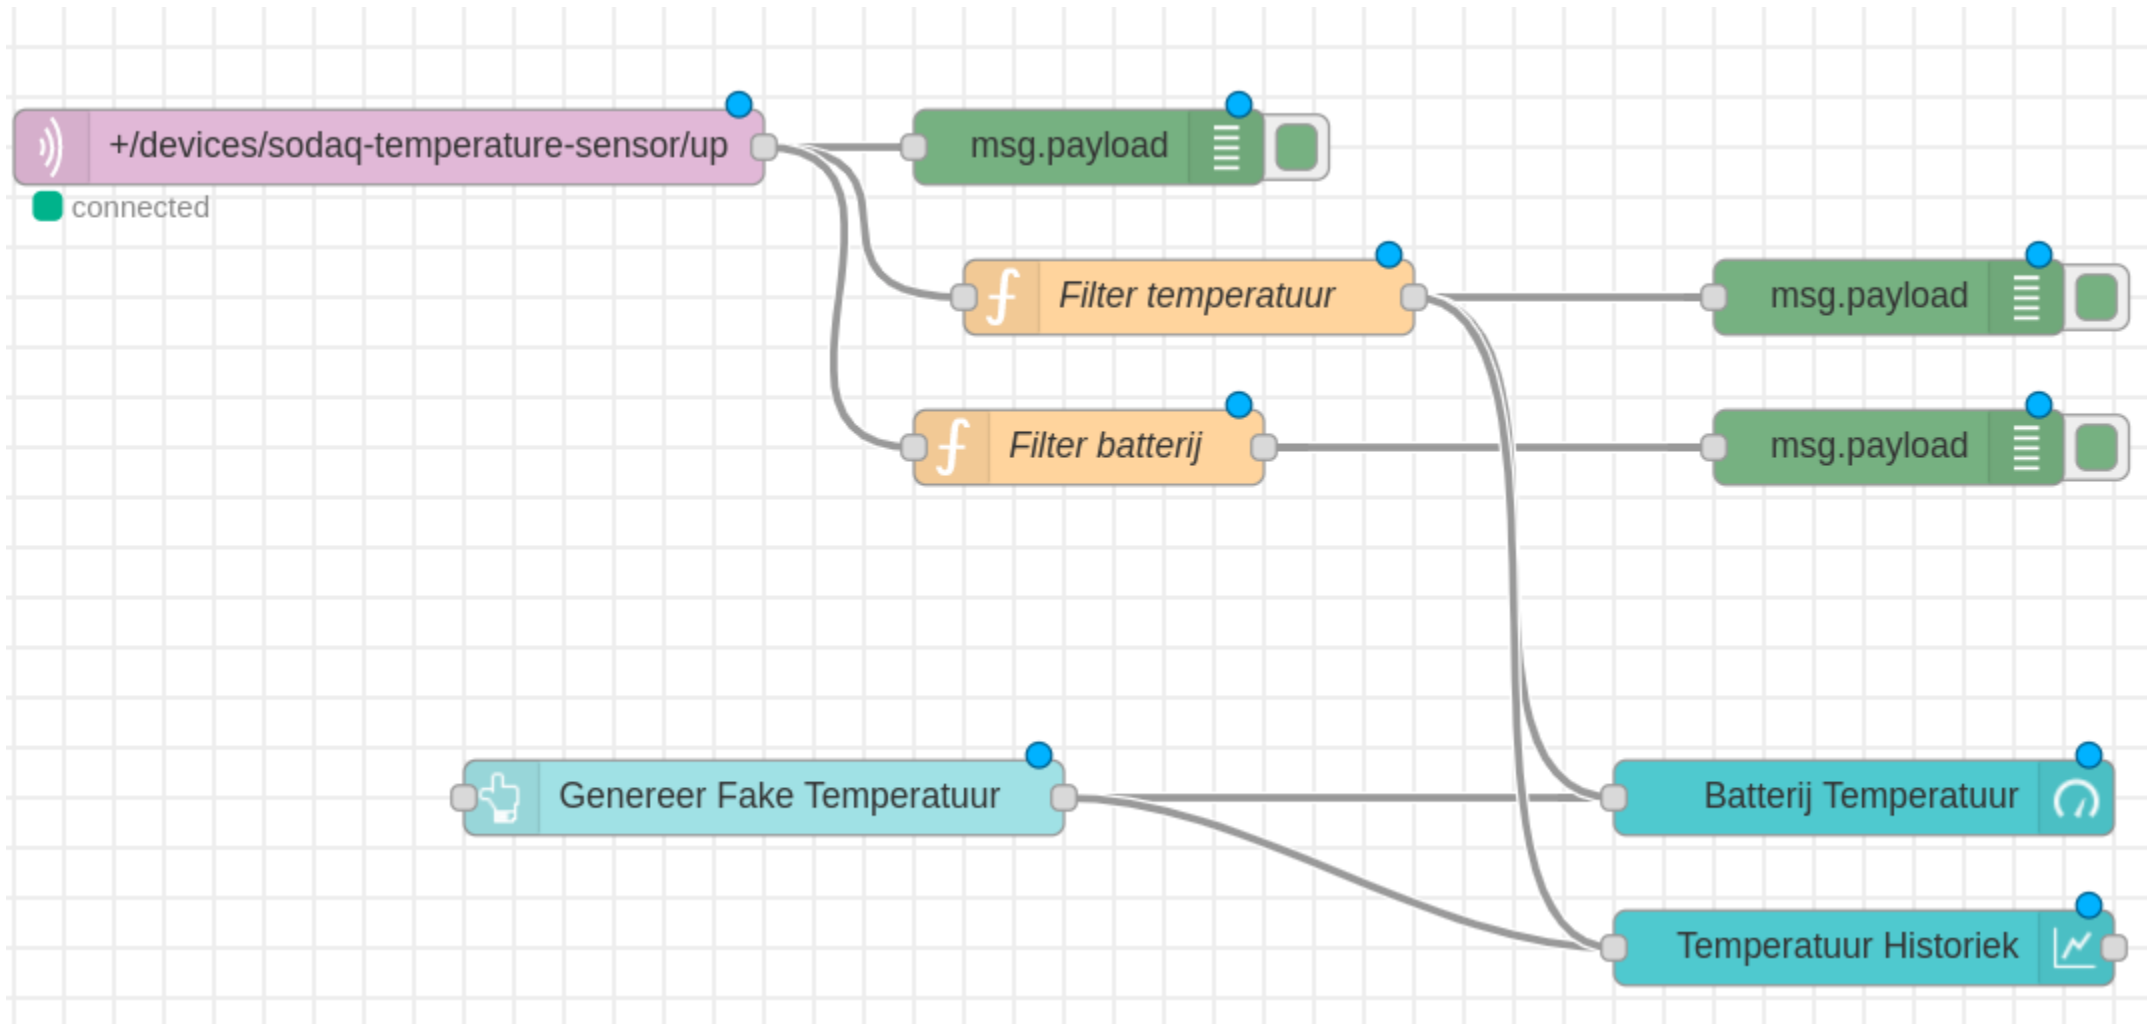 +/devices/sodaq-temperature-sensor/up
msg.payload
connected
Filter temperatuur
msg.payload
Filter batterij
msg.payload
Genereer Fake Temperatuur
Batterij Temperatuur
Temperatuur Historiek